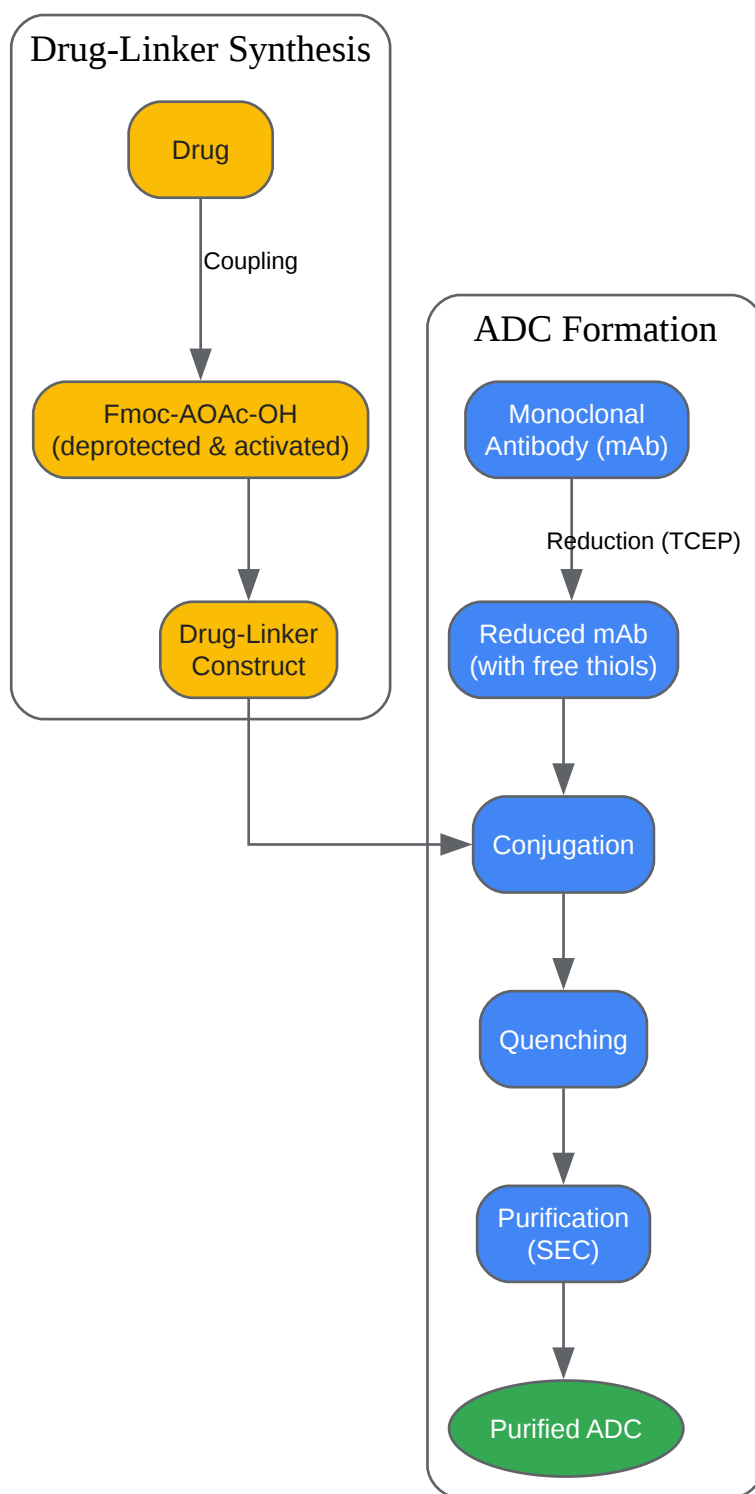 Drug-Linker Synthesis
Drug
Coupling
Fmoc-AOAc-OH
(deprotected & activated)
Drug-Linker
Construct
ADC Formation
Monoclonal
Antibody (mAb)
Reduction (TCEP)
Reduced mAb
(with free thiols)
Conjugation
Quenching
Purification
(SEC)
Purified ADC